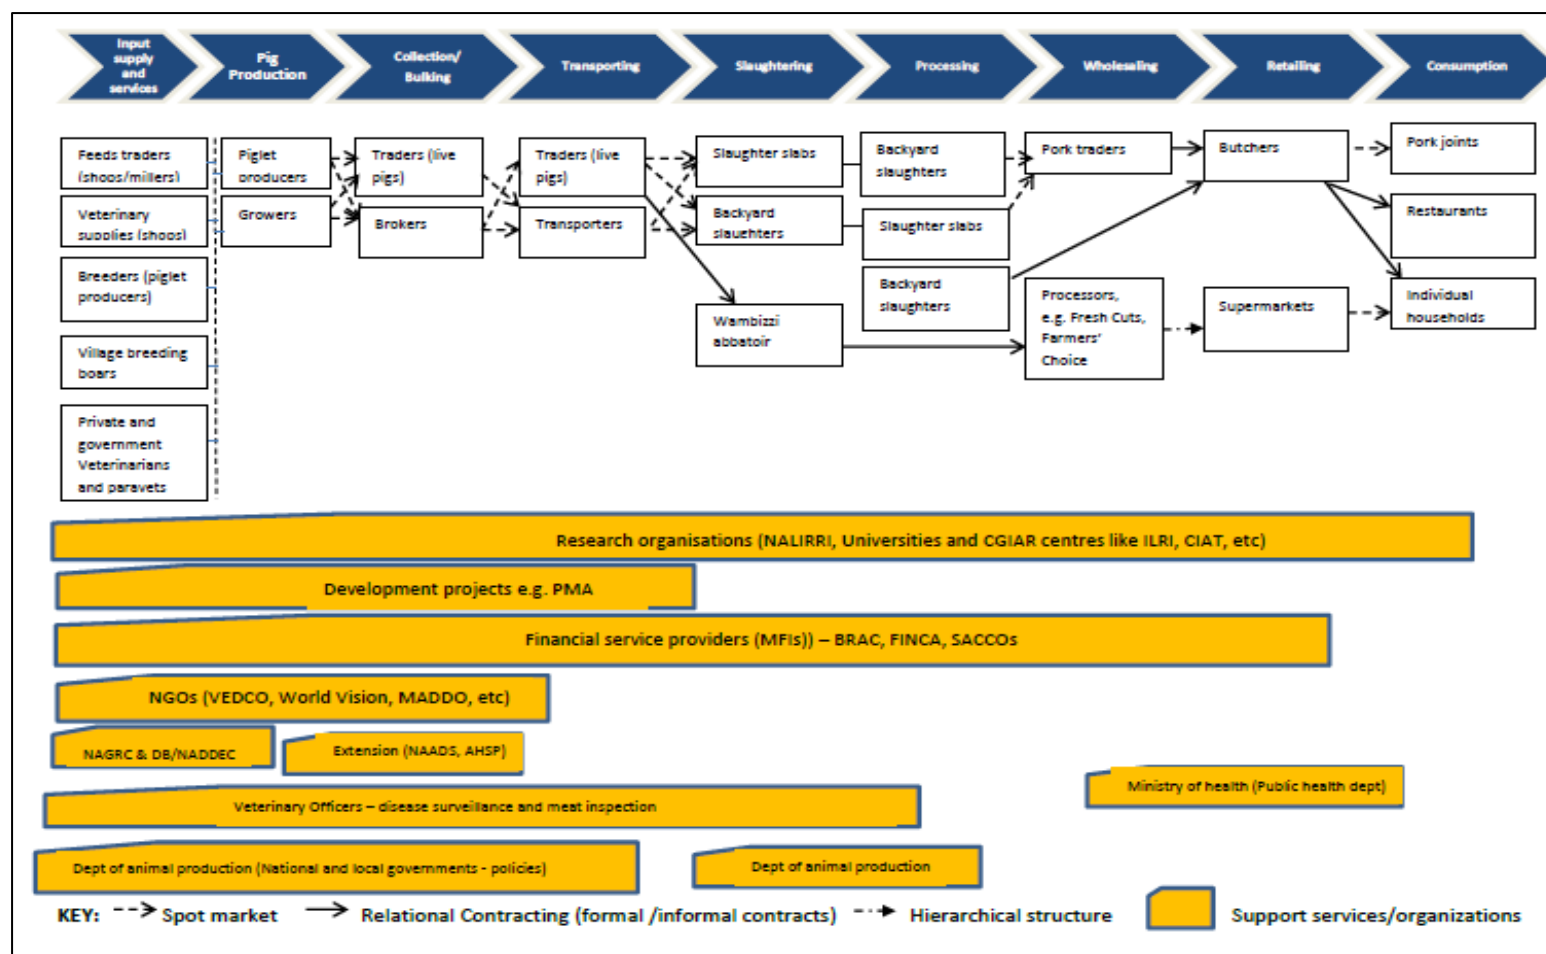 Input
supply
and
services
Pig
Production
Collection/
Bulking
Transporting
Slaughtering
Processing
Wholesaling
Retailing
Consumption
Feeds traders
(shops/millers)
Veterinary
supplies (shops)
Breeders (piglet
producers)
Village breeding
boars
Private and
government
Veterinarians
and paravets
Piglet
producers
Growers
Traders (live
pigs)
Brokers
Traders (live
pigs)
Transporters
Slaughter slabs
Backyard
slaughters
Wambizzi
abbatoir
Backyard
slaughters
Slaughter slabs
Backyard
slaughters
Pork traders
Processors,
e.g. Fresh Cuts,
Farmers'
Choice
Butchers
Supermarkets
Pork joints
Restaurants
Individual
households
Research organisations (NALIRRI, Universities and CGIAR centres like ILRI, CIAT, etc)
Development projects e.g. PMA
Financial service providers (MFIs)) – BRAC, FINCA, SACCOs
NGOs (VEDCO, World Vision, MADDO, etc)
NAGRC & DB/NADDEC
Extension (NAADS, AHSP)
Ministry of health (Public health dept)
Veterinary Officers – disease surveillance and meat inspection
Dept of animal production (National and local governments - policies)
Dept of animal production
KEY: Spot market Relational Contracting (formal /informal contracts) Hierarchical structure Support services/organizations